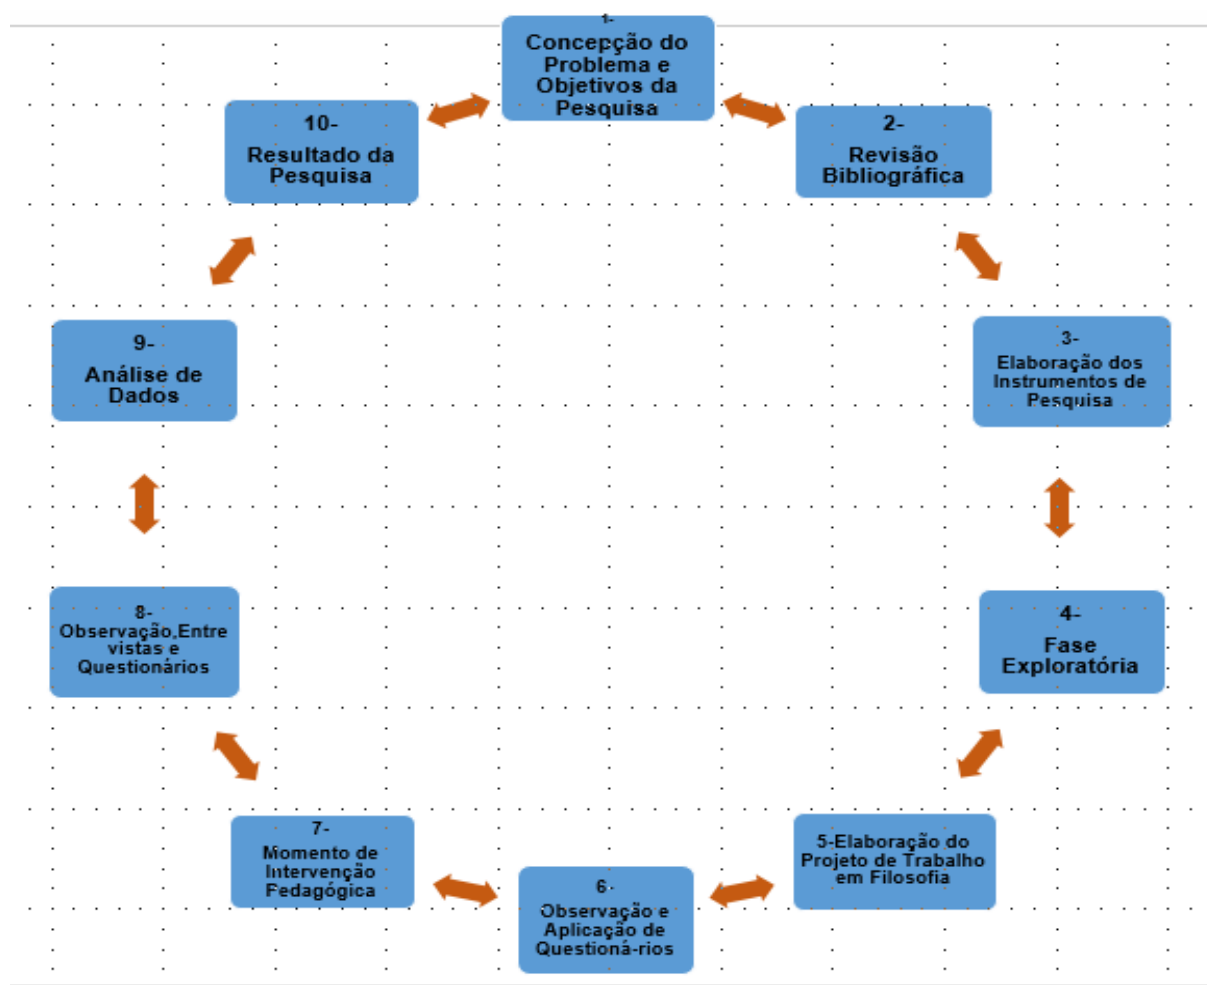 1-
Concepção do
Problema e
Objetivos da
Pesquisa
2-
Revisão
Bibliográfica
3-
Elaboração dos
Instrumentos de
Pesquisa
4-
Fase
Exploratória
5-Elaboração do
Projeto de Trabalho
em Filosofia
6-
Observação e
Aplicação de
Questioná-rios
7-
Momento de
Intervenção
Pedagógica
8-
Observação,Entre
vistas e
Questionários
9-
Análise de
Dados
10-
Resultado da
Pesquisa